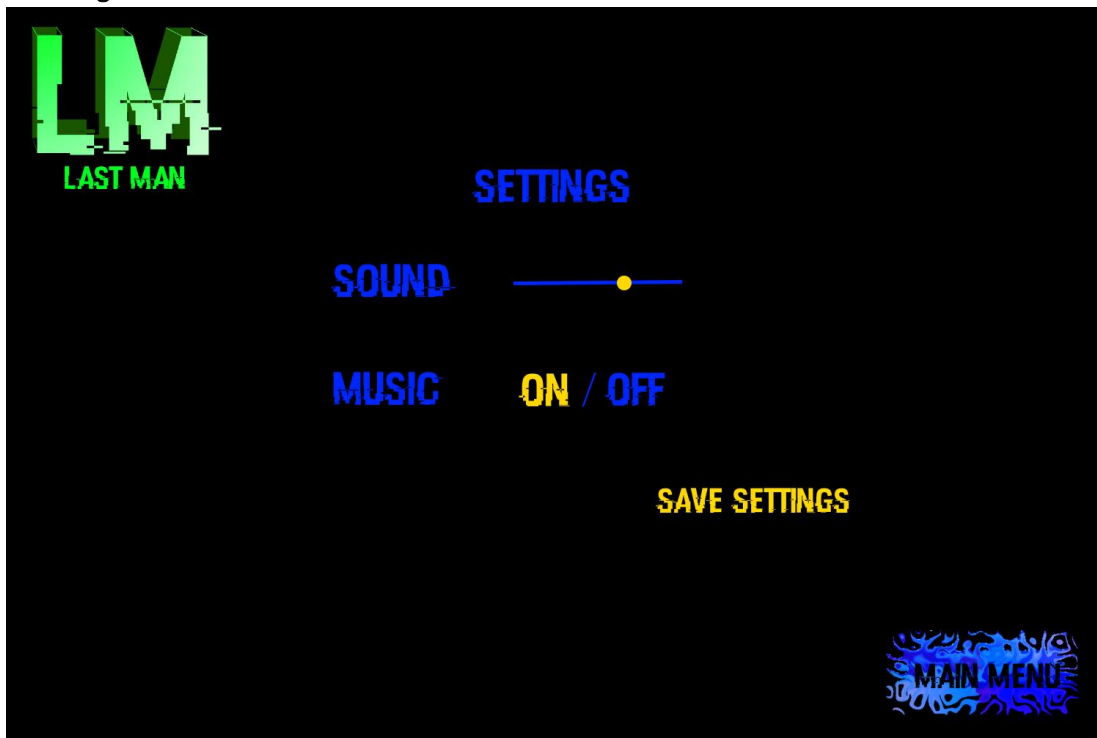 LM
LAST MAN
SETTINGS
SOUND
MUSIC ON / OFF
SAVE SETTINGS
MAIN MENU